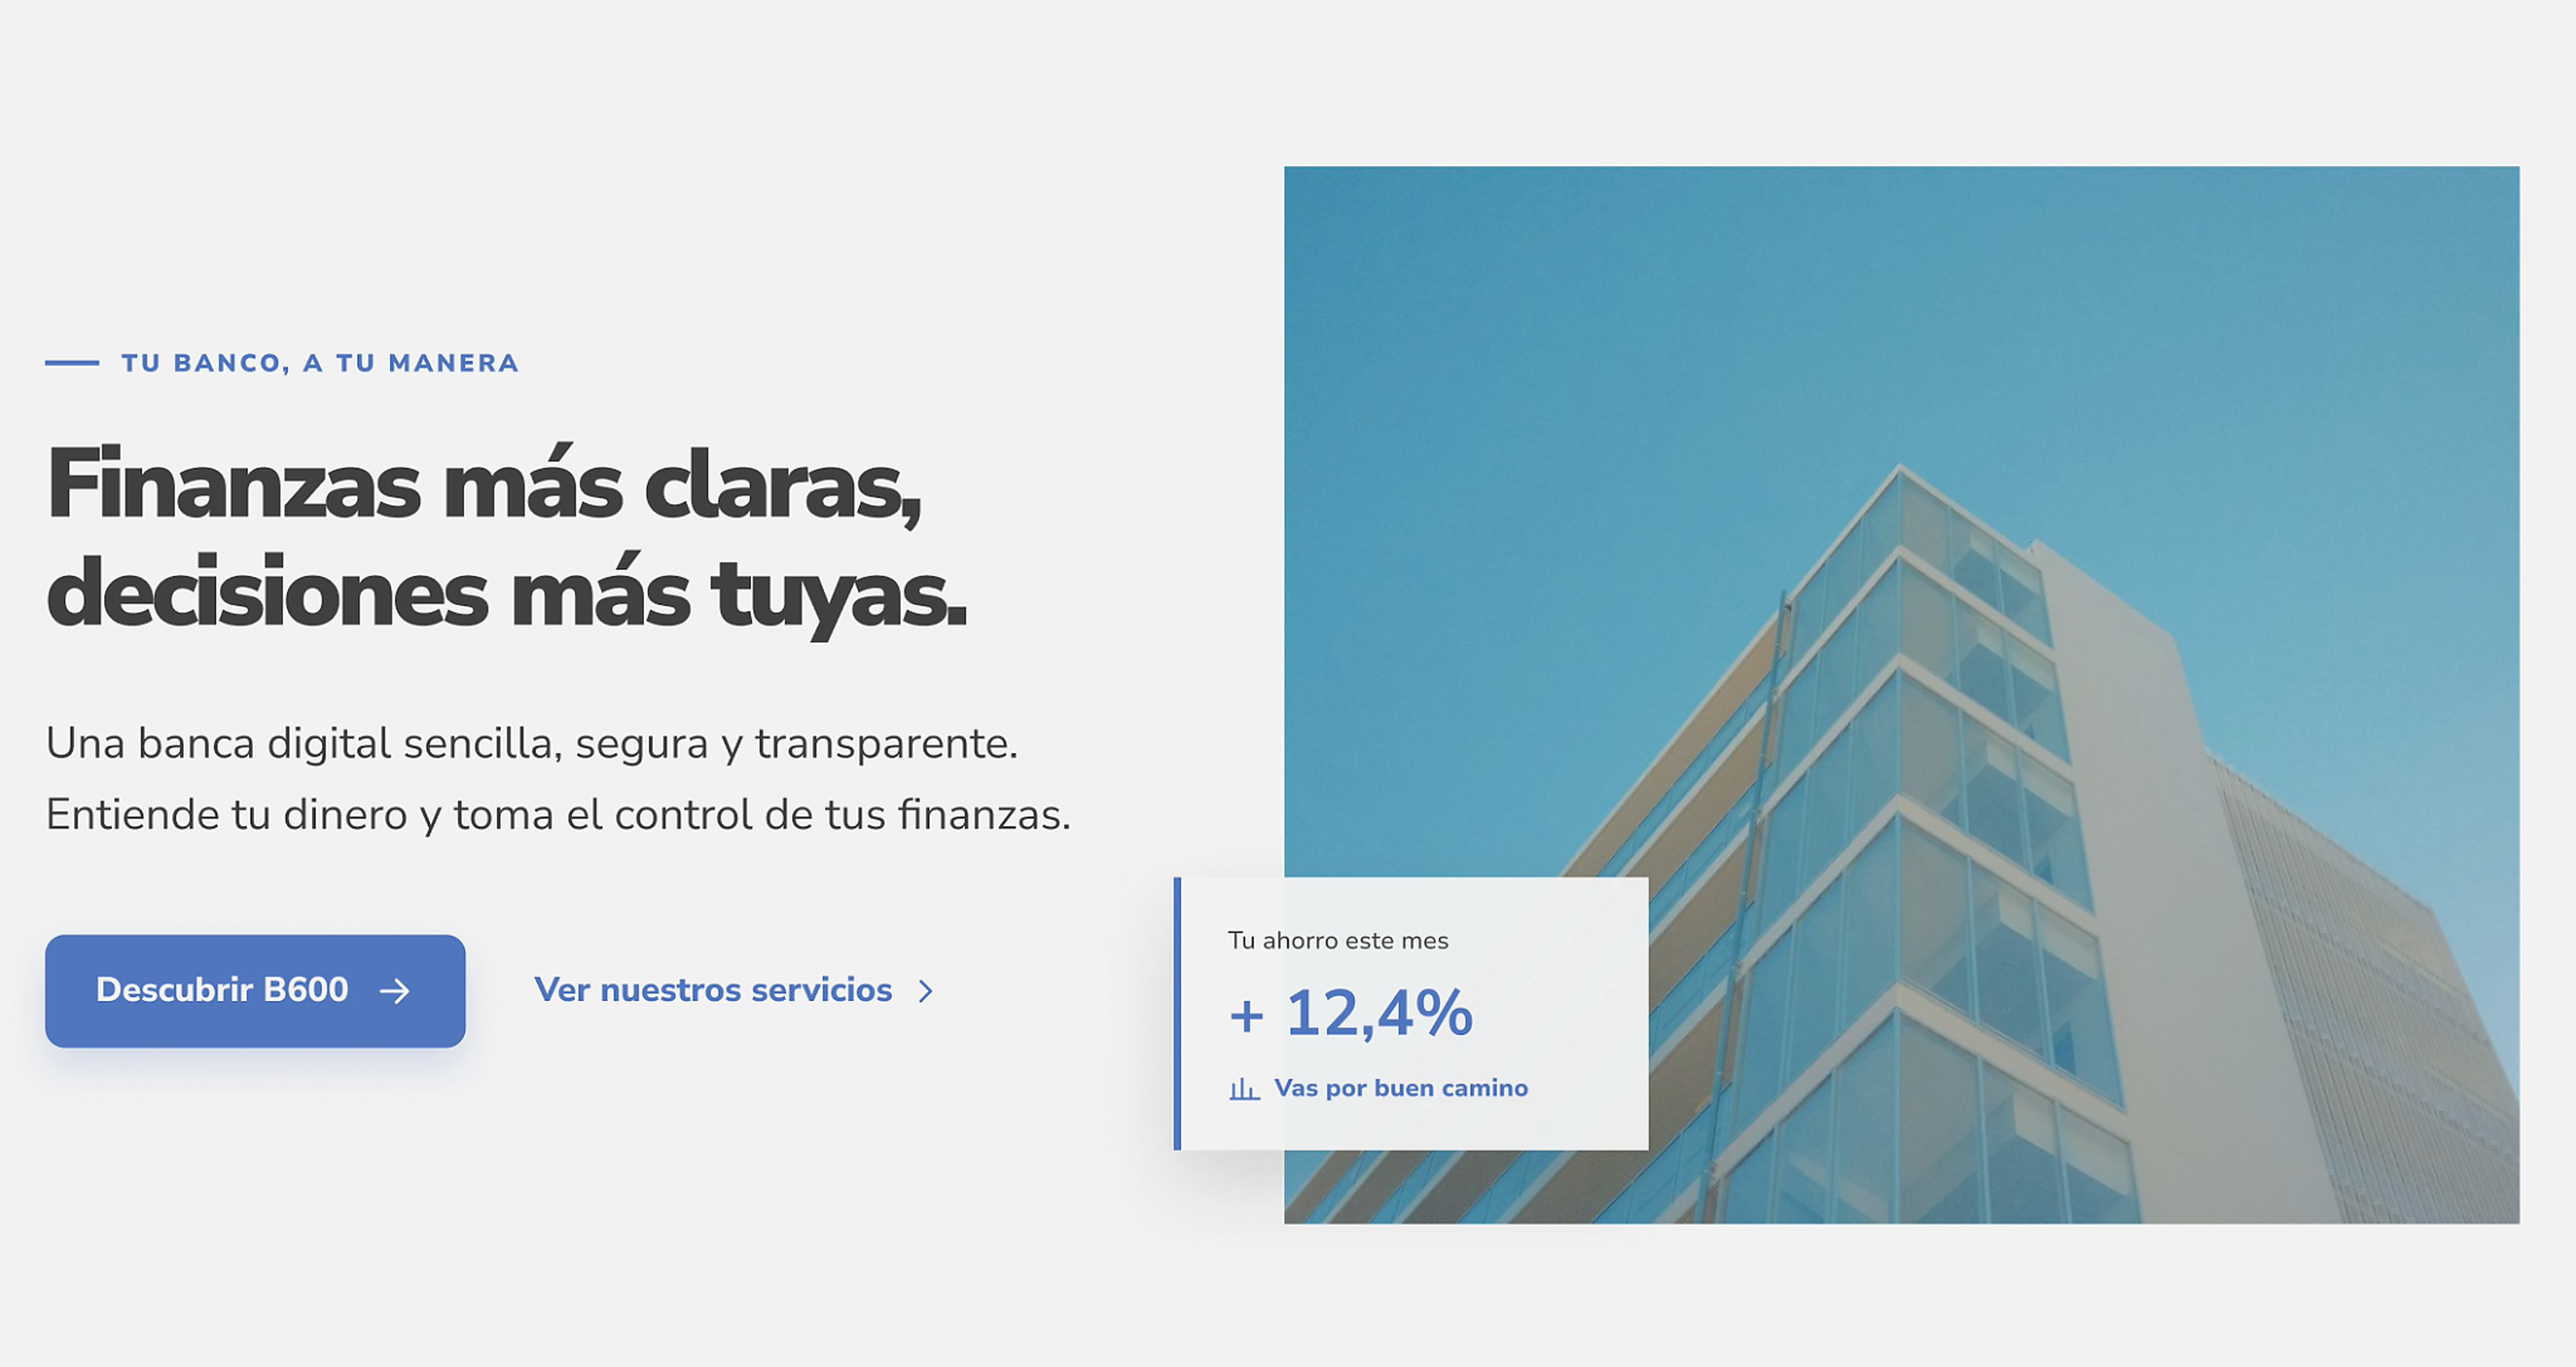 TU BANCO, A TU MANERA
Finanzas más claras,
decisiones más tuyas.
Una banca digital sencilla, segura y transparente.
Entiende tu dinero y toma el control de tus finanzas.
Descubrir B600
Ver nuestros servicios
Tu ahorro este mes
+ 12,4%
Vas por buen camino